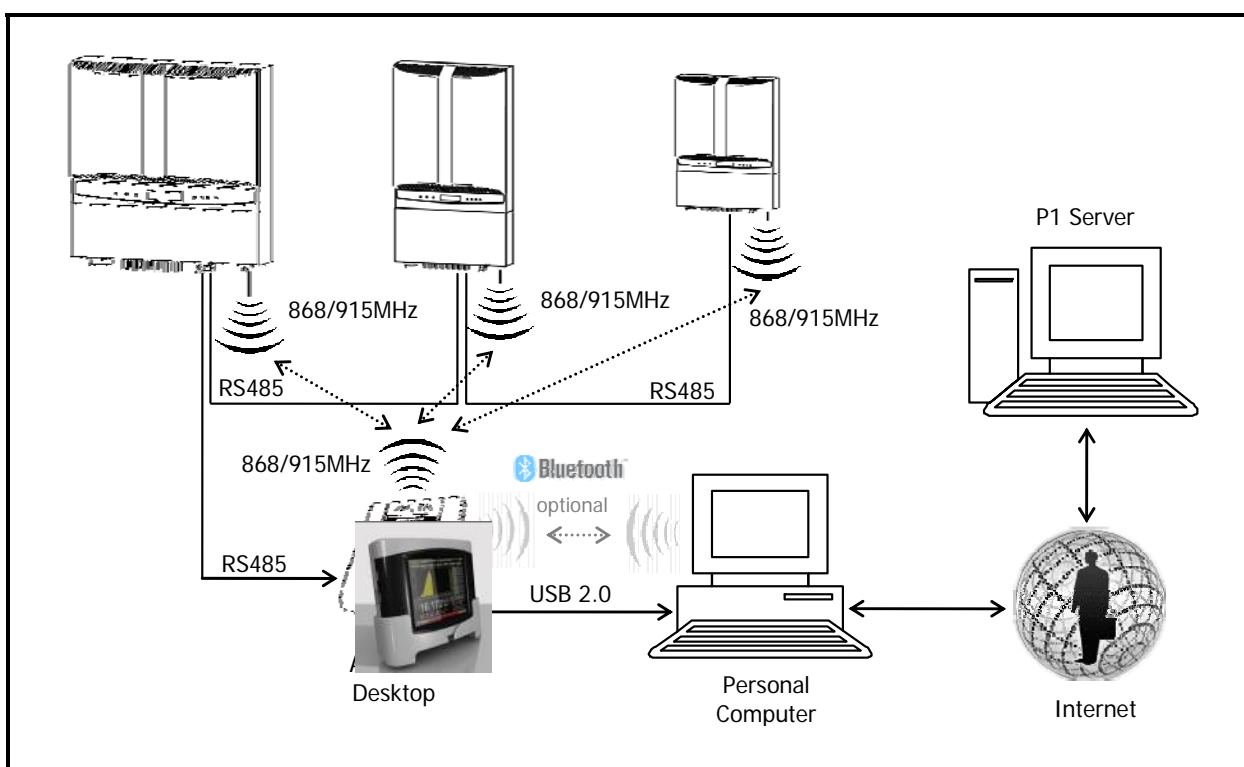 P1 Server
868/915MHz
868/915MHz
868/915MHz
RS485
RS485
868/915MHz
Bluetooth™
optional
RS485
USB 2.0
Desktop
Personal
Computer
Internet